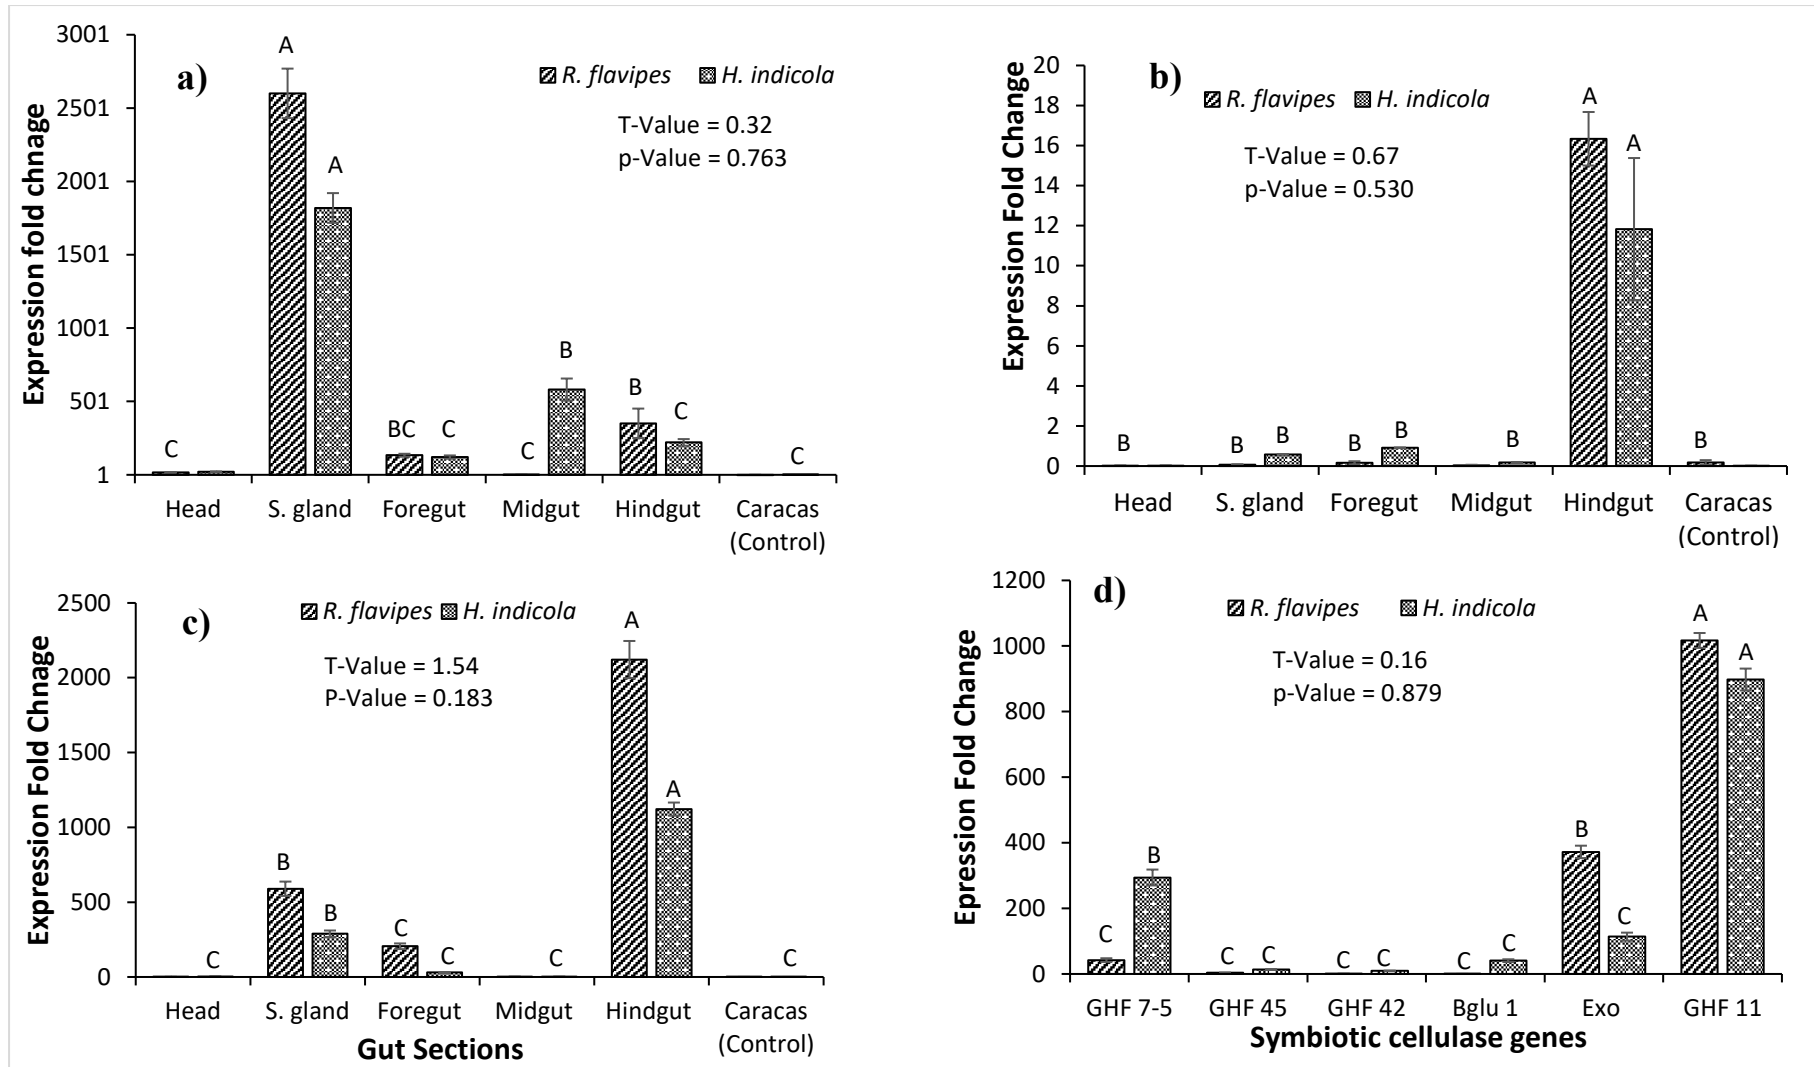 a)
Expression fold chnage
3001
2501
2001
1501
1001
501
1
R. flavipes H. indicola
T-Value = 0.32
p-Value = 0.763
C
A
A
BC
C
C
B
B
C
C
Head S. gland Foregut Midgut Hindgut Caracas
(Control)
b)
Expression Fold Change
20
18
16
14
12
10
8
6
4
2
0
R. flavipes H. indicola
T-Value = 0.67
p-Value = 0.530
B
B
B
B
B
B
A
A
B
Head S. gland Foregut Midgut Hindgut Caracas
(Control)
c)
Expression Fold Chnage
2500
2000
1500
1000
500
0
R. flavipes H. indicola
T-Value = 1.54
P-Value = 0.183
C
B
B
C
C
C
A
A
C
Head S. gland Foregut Midgut Hindgut Caracas
(Control)
Gut Sections
d)
Epression Fold Change
1200
1000
800
600
400
200
0
R. flavipes H. indicola
T-Value = 0.16
p-Value = 0.879
C
B
C
C
C
C
C
C
B
C
A
A
GHF 7-5 GHF 45 GHF 42 Bglu 1 Exo GHF 11
Symbiotic cellulase genes